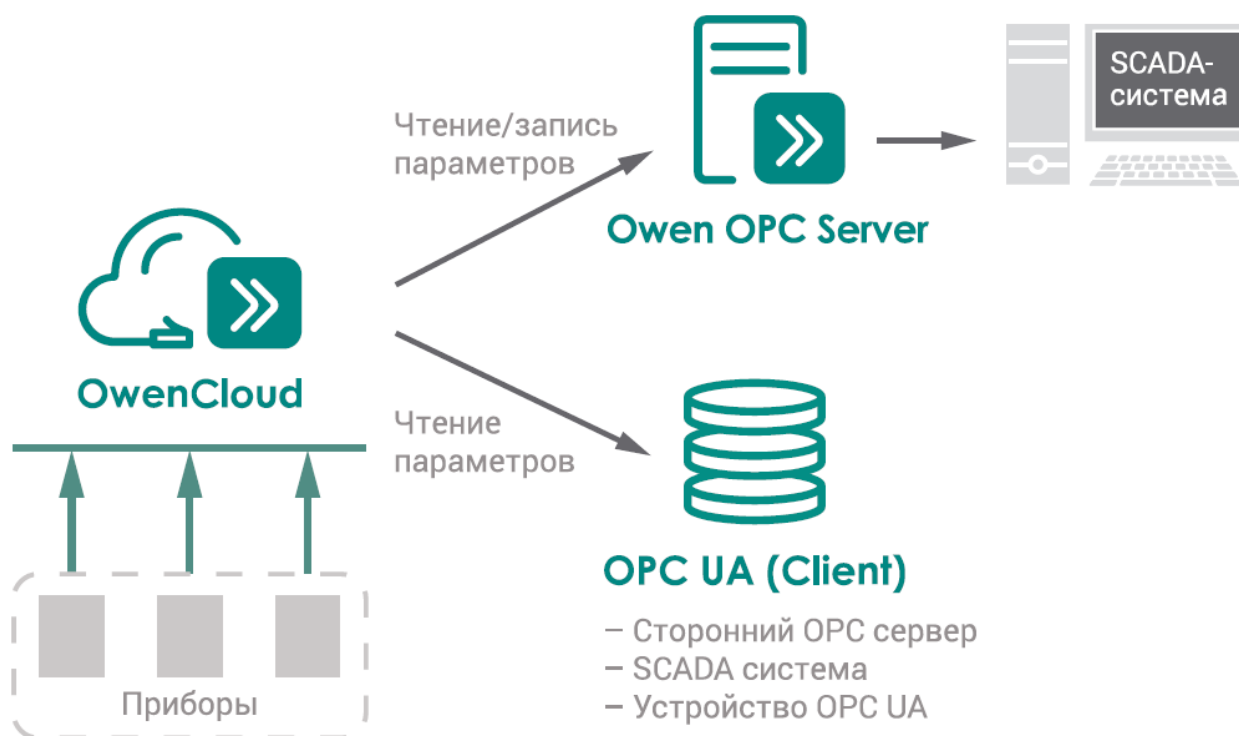 SCADA-
система
Чтение/запись
параметров
Owen OPC Server
OwenCloud
Чтение
параметров
OPC UA (Client)
– Сторонний OPC сервер
– SCADA система
– Устройство OPC UA
Приборы